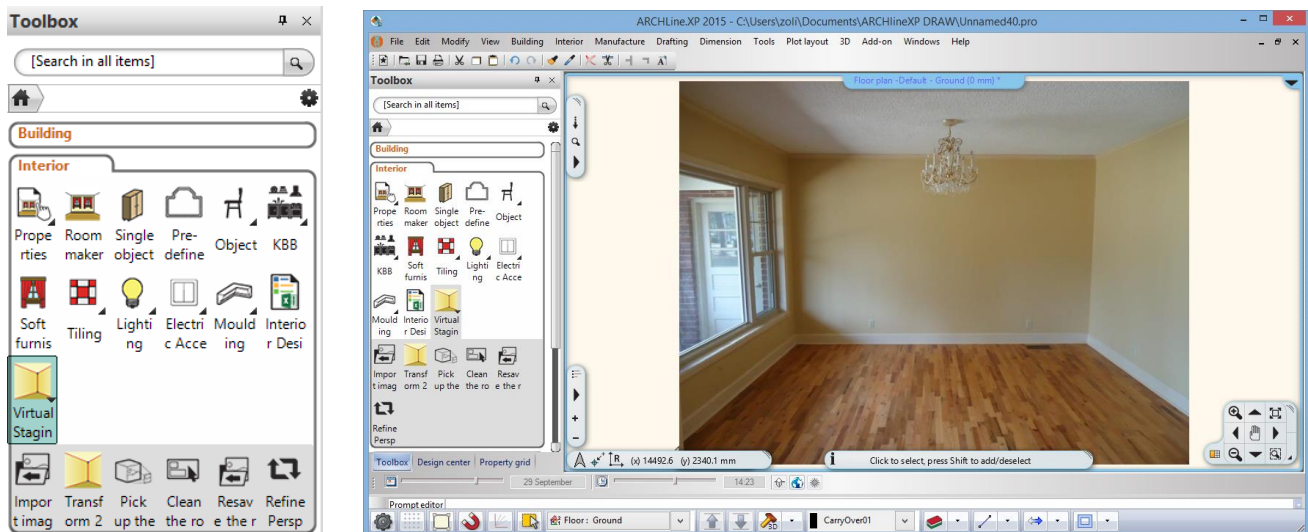 Toolbox
[Search in all items]
Building
Interior
Prope Room Single Pre- Object KBB
rties maker object define
Soft Tiling Lighti Electri Mould Interio
furnis ng c Acce ing r Desi
Virtual
Stagin
Impor Transf Pick Clean Resav Refine
t imag orm 2 up the the ro e the r Persp
ARCHLine.XP 2015 - C:\Users\zoli\Documents\ARCHlineXP DRAW\Unnamed40.pro
File Edit Modify View Building Interior Manufacture Drafting Dimension Tools Plot layout 3D Add-on Windows Help
Toolbox
[Search in all items]
Building
Interior
Prope Room Single Pre- Object
rties maker object define
KBB Soft Tiling Lighti Electri
furnis ng c Acce
Mould Interio Virtual
ing r Desi Stagin
Impor Transf Pick Clean Resav
t imag orm 2 up the the ro e the r
Refine
Persp
Toolbox Design center Property grid
Floor plan -Default - Ground (0 mm) *
R (x) 14492.6 (y) 2340.1 mm
i Click to select, press Shift to add/deselect
29 September 14:23
Prompt editor
Floor : Ground 3D CarryOver01